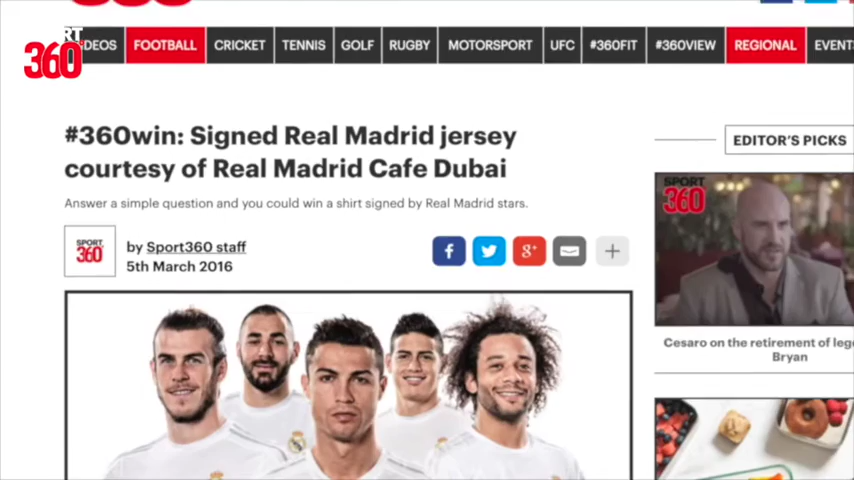 SPORT
360
FOOTBALL
CRICKET
TENNIS
GOLF
RUGBY
MOTORSPORT
UFC
#360FIT
#360VIEW
REGIONAL
#360win: Signed Real Madrid jersey
courtesy of Real Madrid Cafe Dubai
Answer a simple question and you could win a shirt signed by Real Madrid stars.
SPORT
360
by Sport360 staff
5th March 2016
f
g+
EDITOR'S PICKS
SPORT
360
Cesaro on the retirement of
Bryan